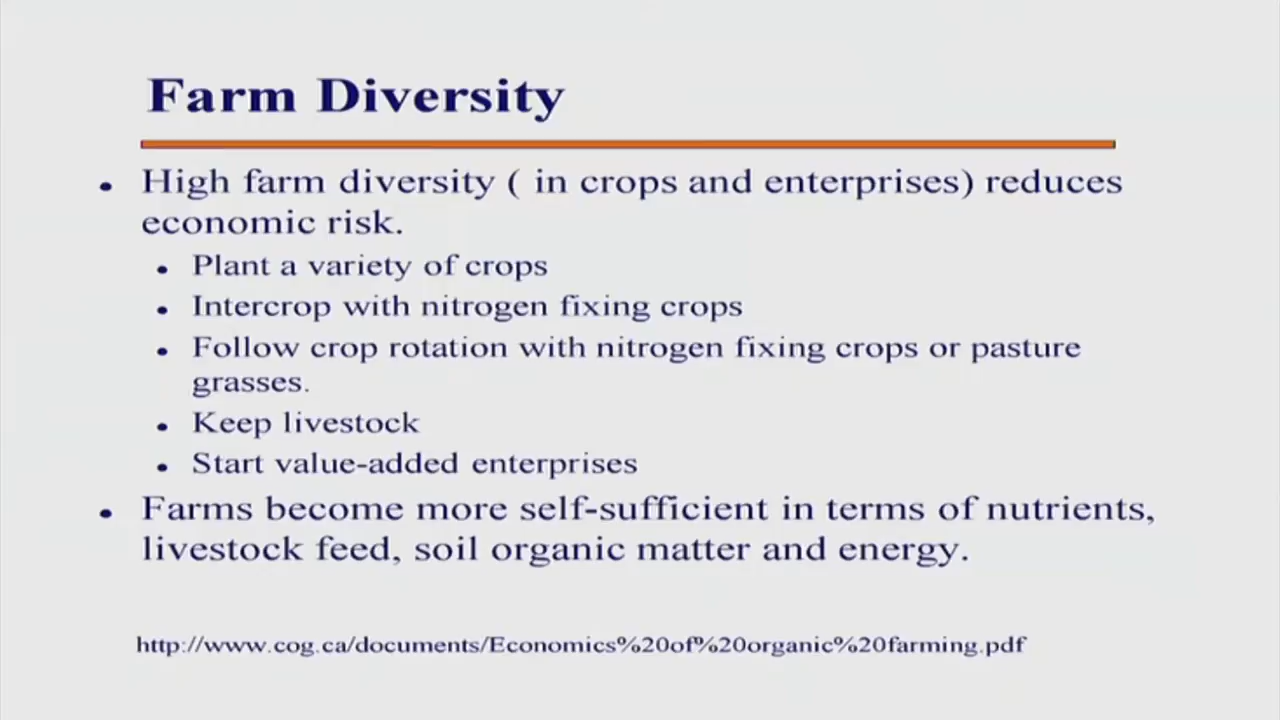 Farm Diversity
• High farm diversity ( in crops and enterprises) reduces
economic risk.
• Plant a variety of crops
• Intercrop with nitrogen fixing crops
• Follow crop rotation with nitrogen fixing crops or pasture
grasses.
• Keep livestock
• Start value-added enterprises
• Farms become more self-sufficient in terms of nutrients,
livestock feed, soil organic matter and energy.
http://www.cog.ca/documents/Economics%20of%20organic%20farming.pdf